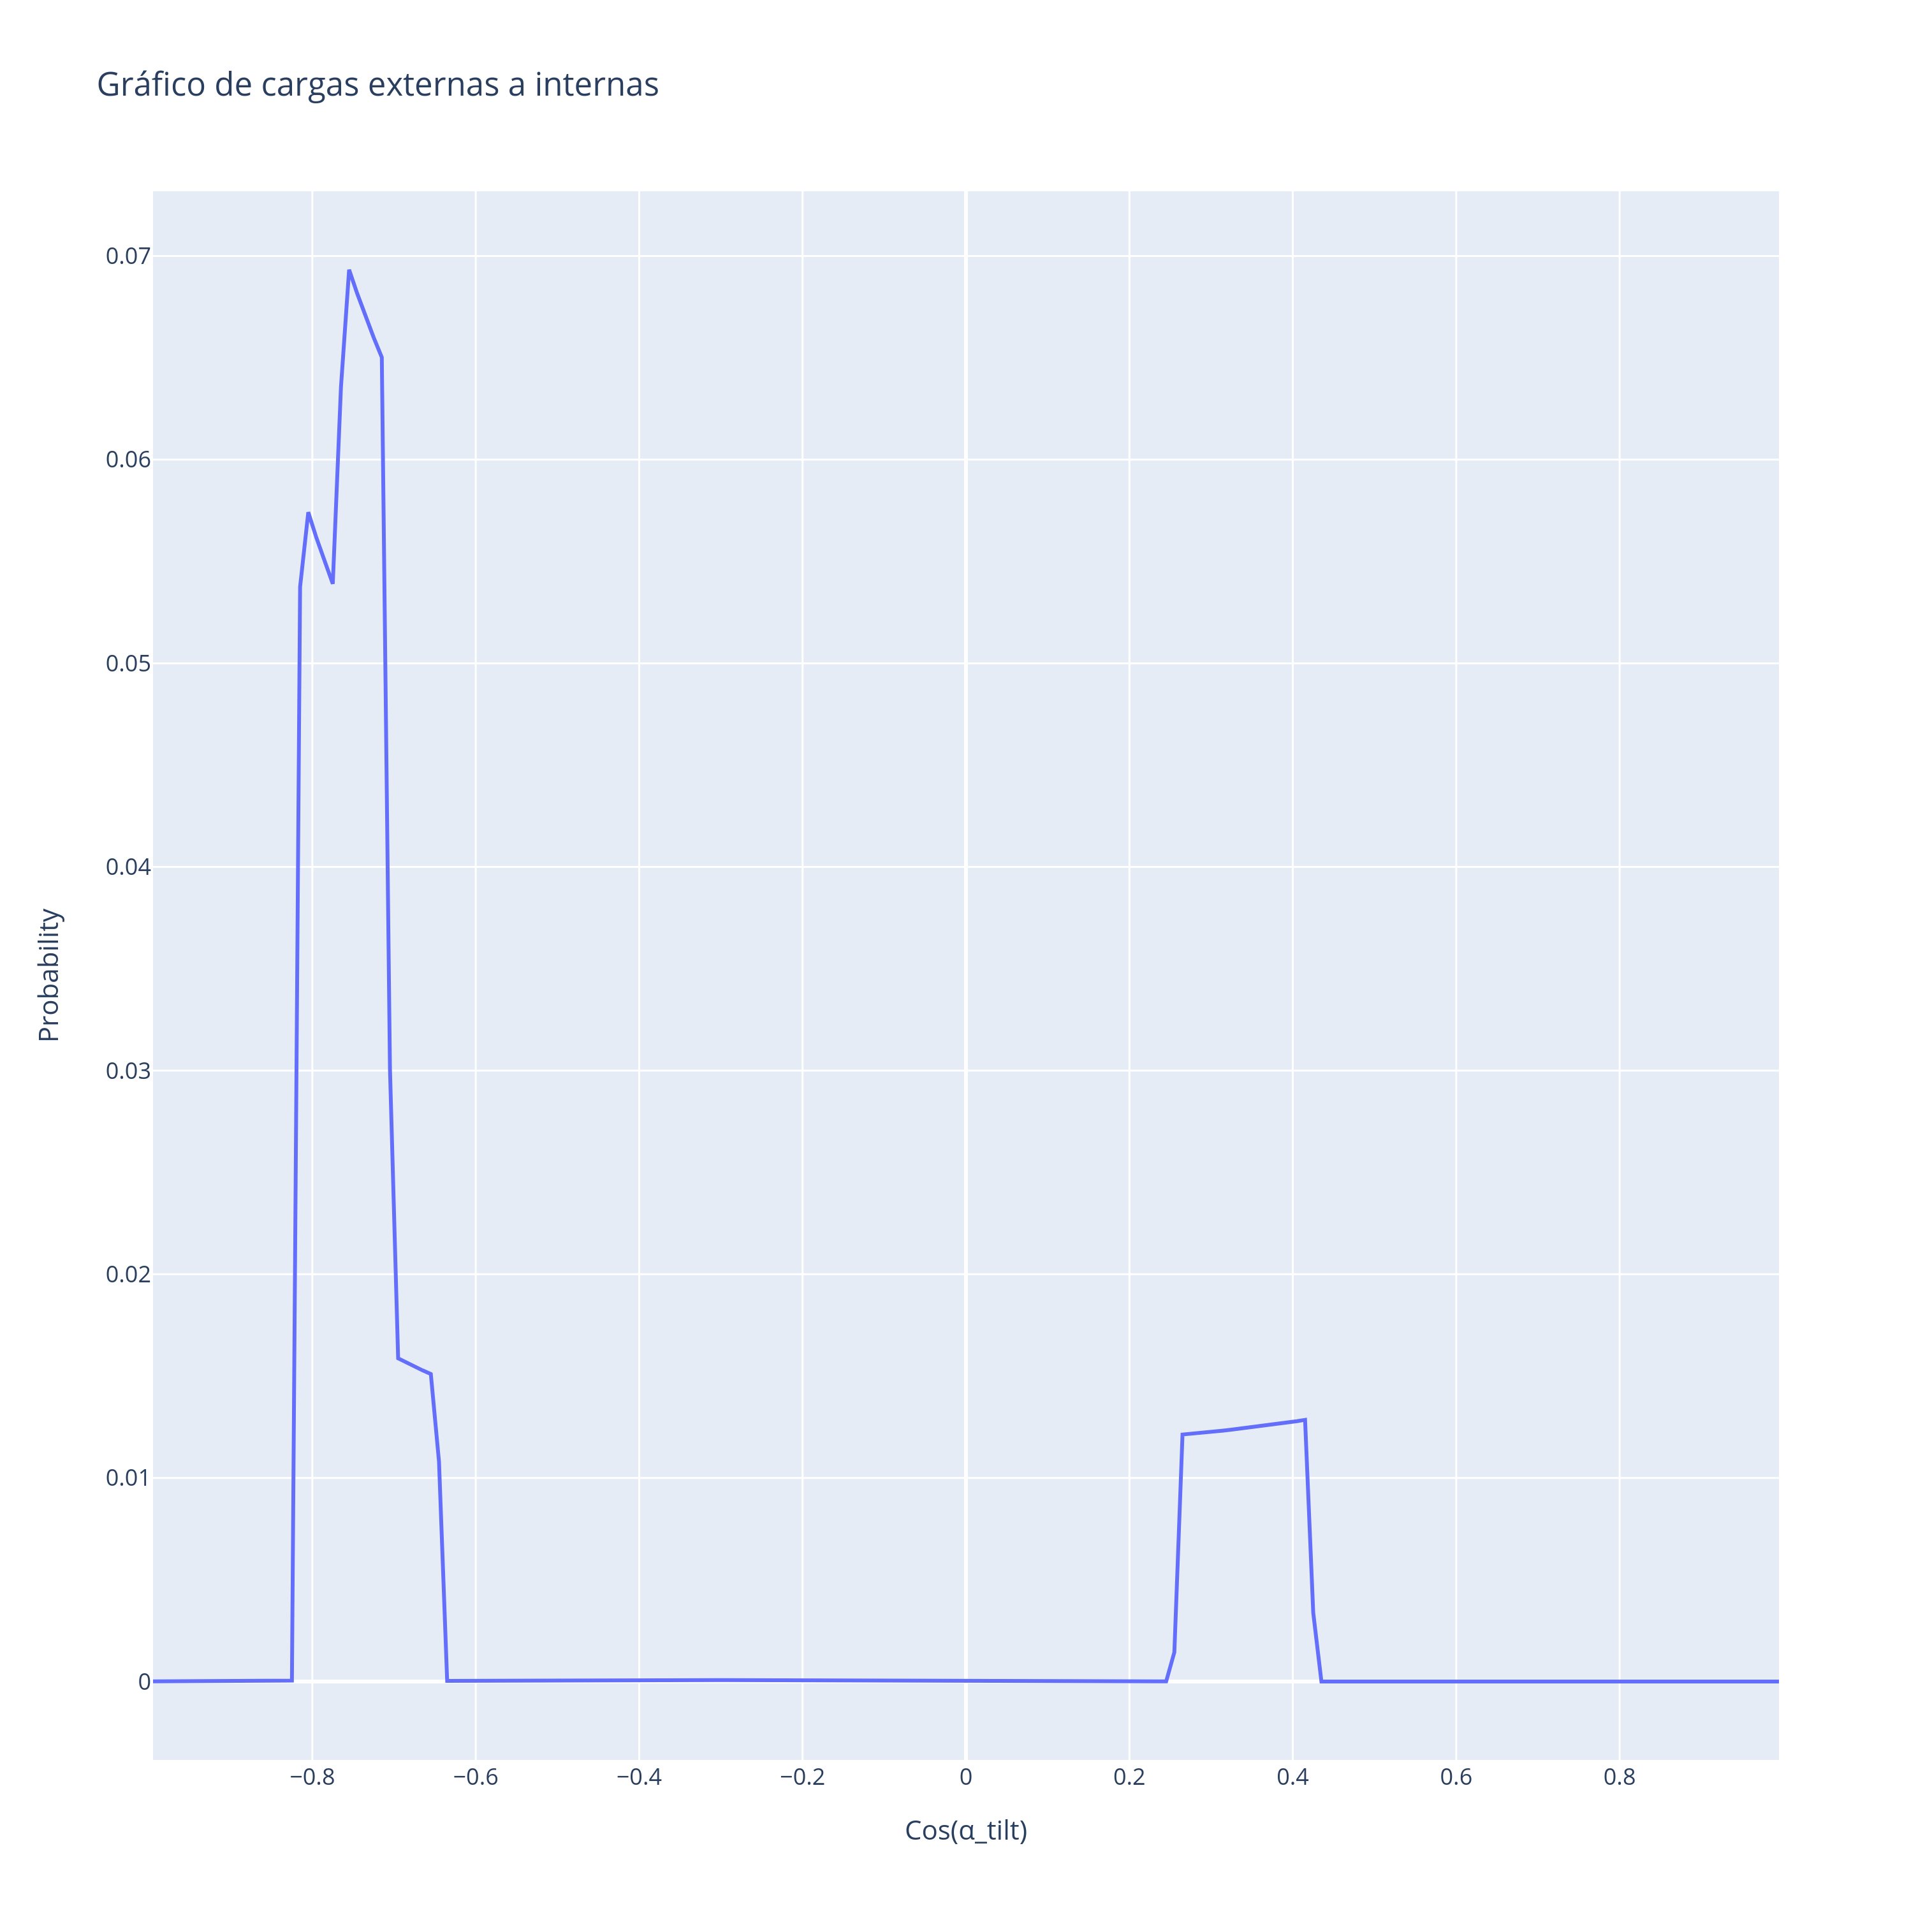 Gráfico de cargas externas a internas
0.07
0.06
0.05
0.04
0.03
0.02
0.01
0
Probability
−0.8 −0.6 −0.4 −0.2 0 0.2 0.4 0.6 0.8
Cos(α_tilt)